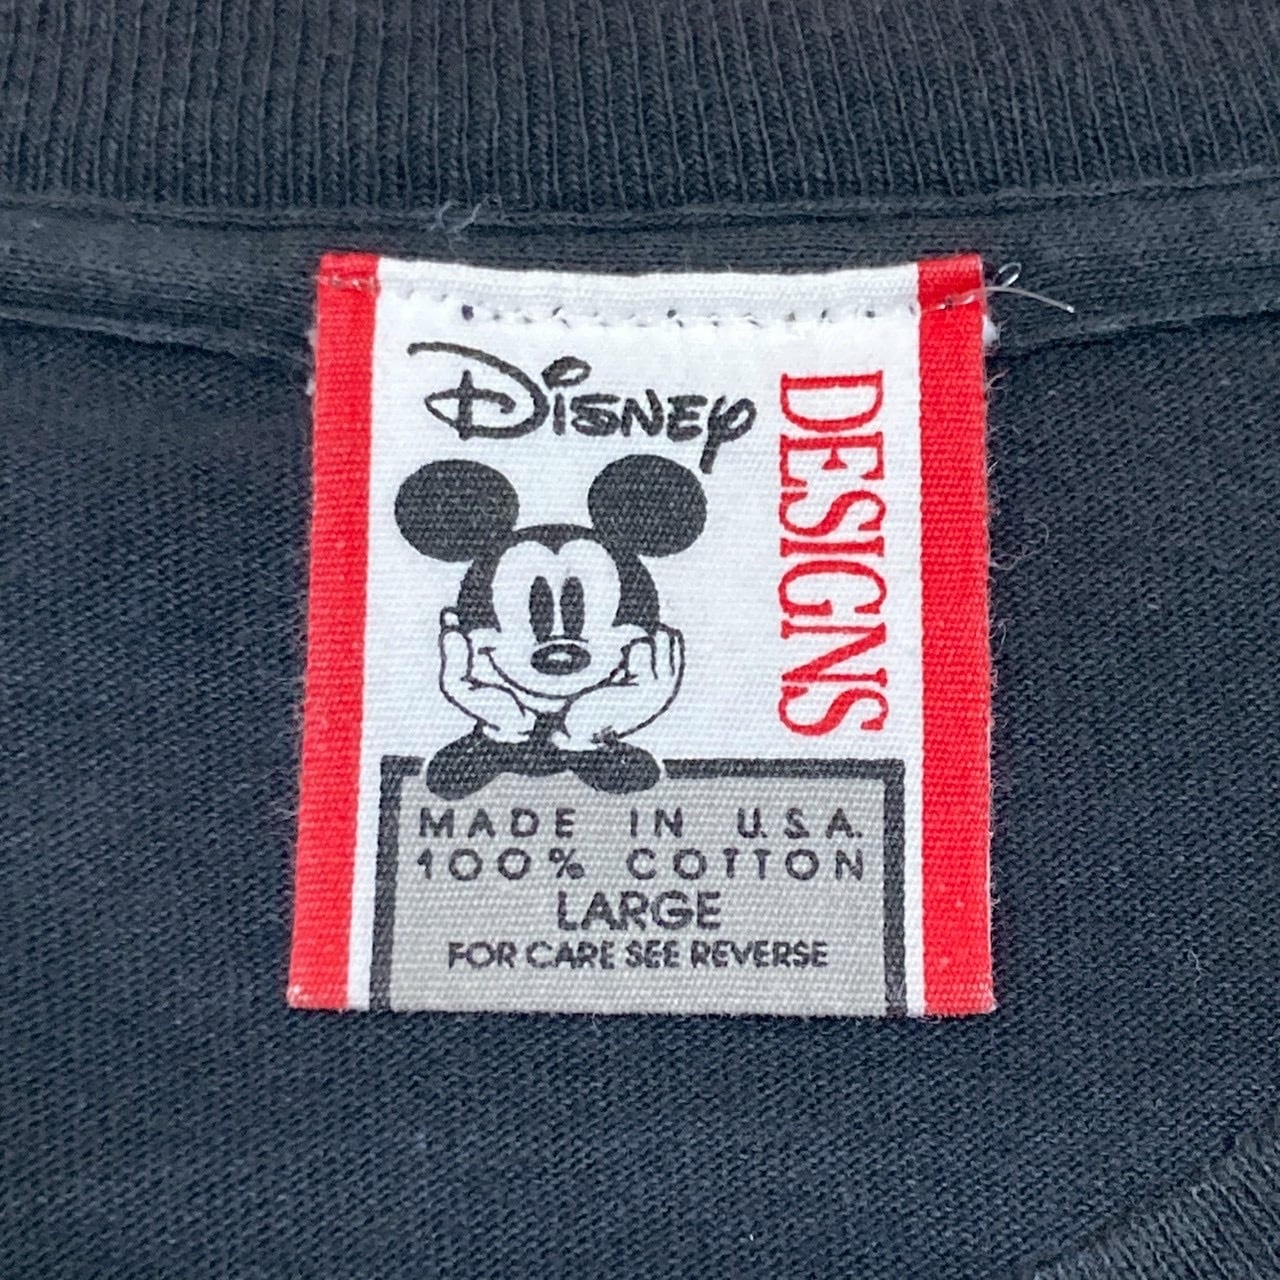 Disney
DESIGNS
MADE IN U.S.A.
100% COTTON
LARGE
FOR CARE SEE REVERSE